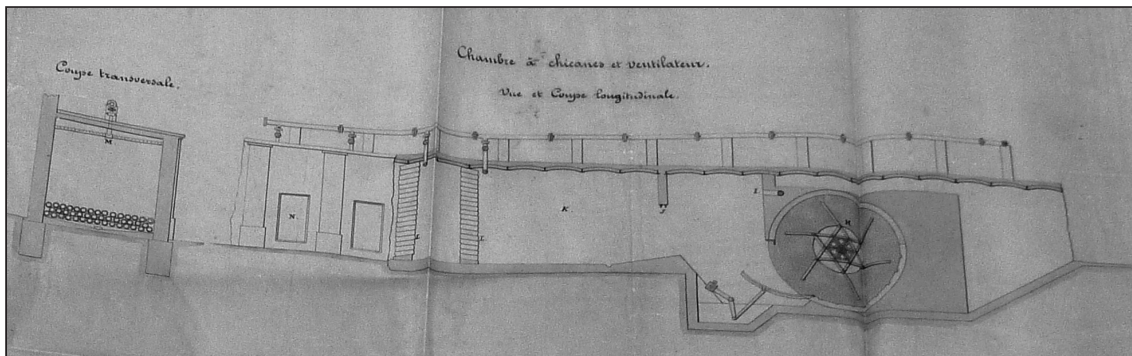 Coupe transversale.
Chambre à chicanes et ventilateur.
Vue et Coupe longitudinale.
M
N
L
L
K
J
I
H